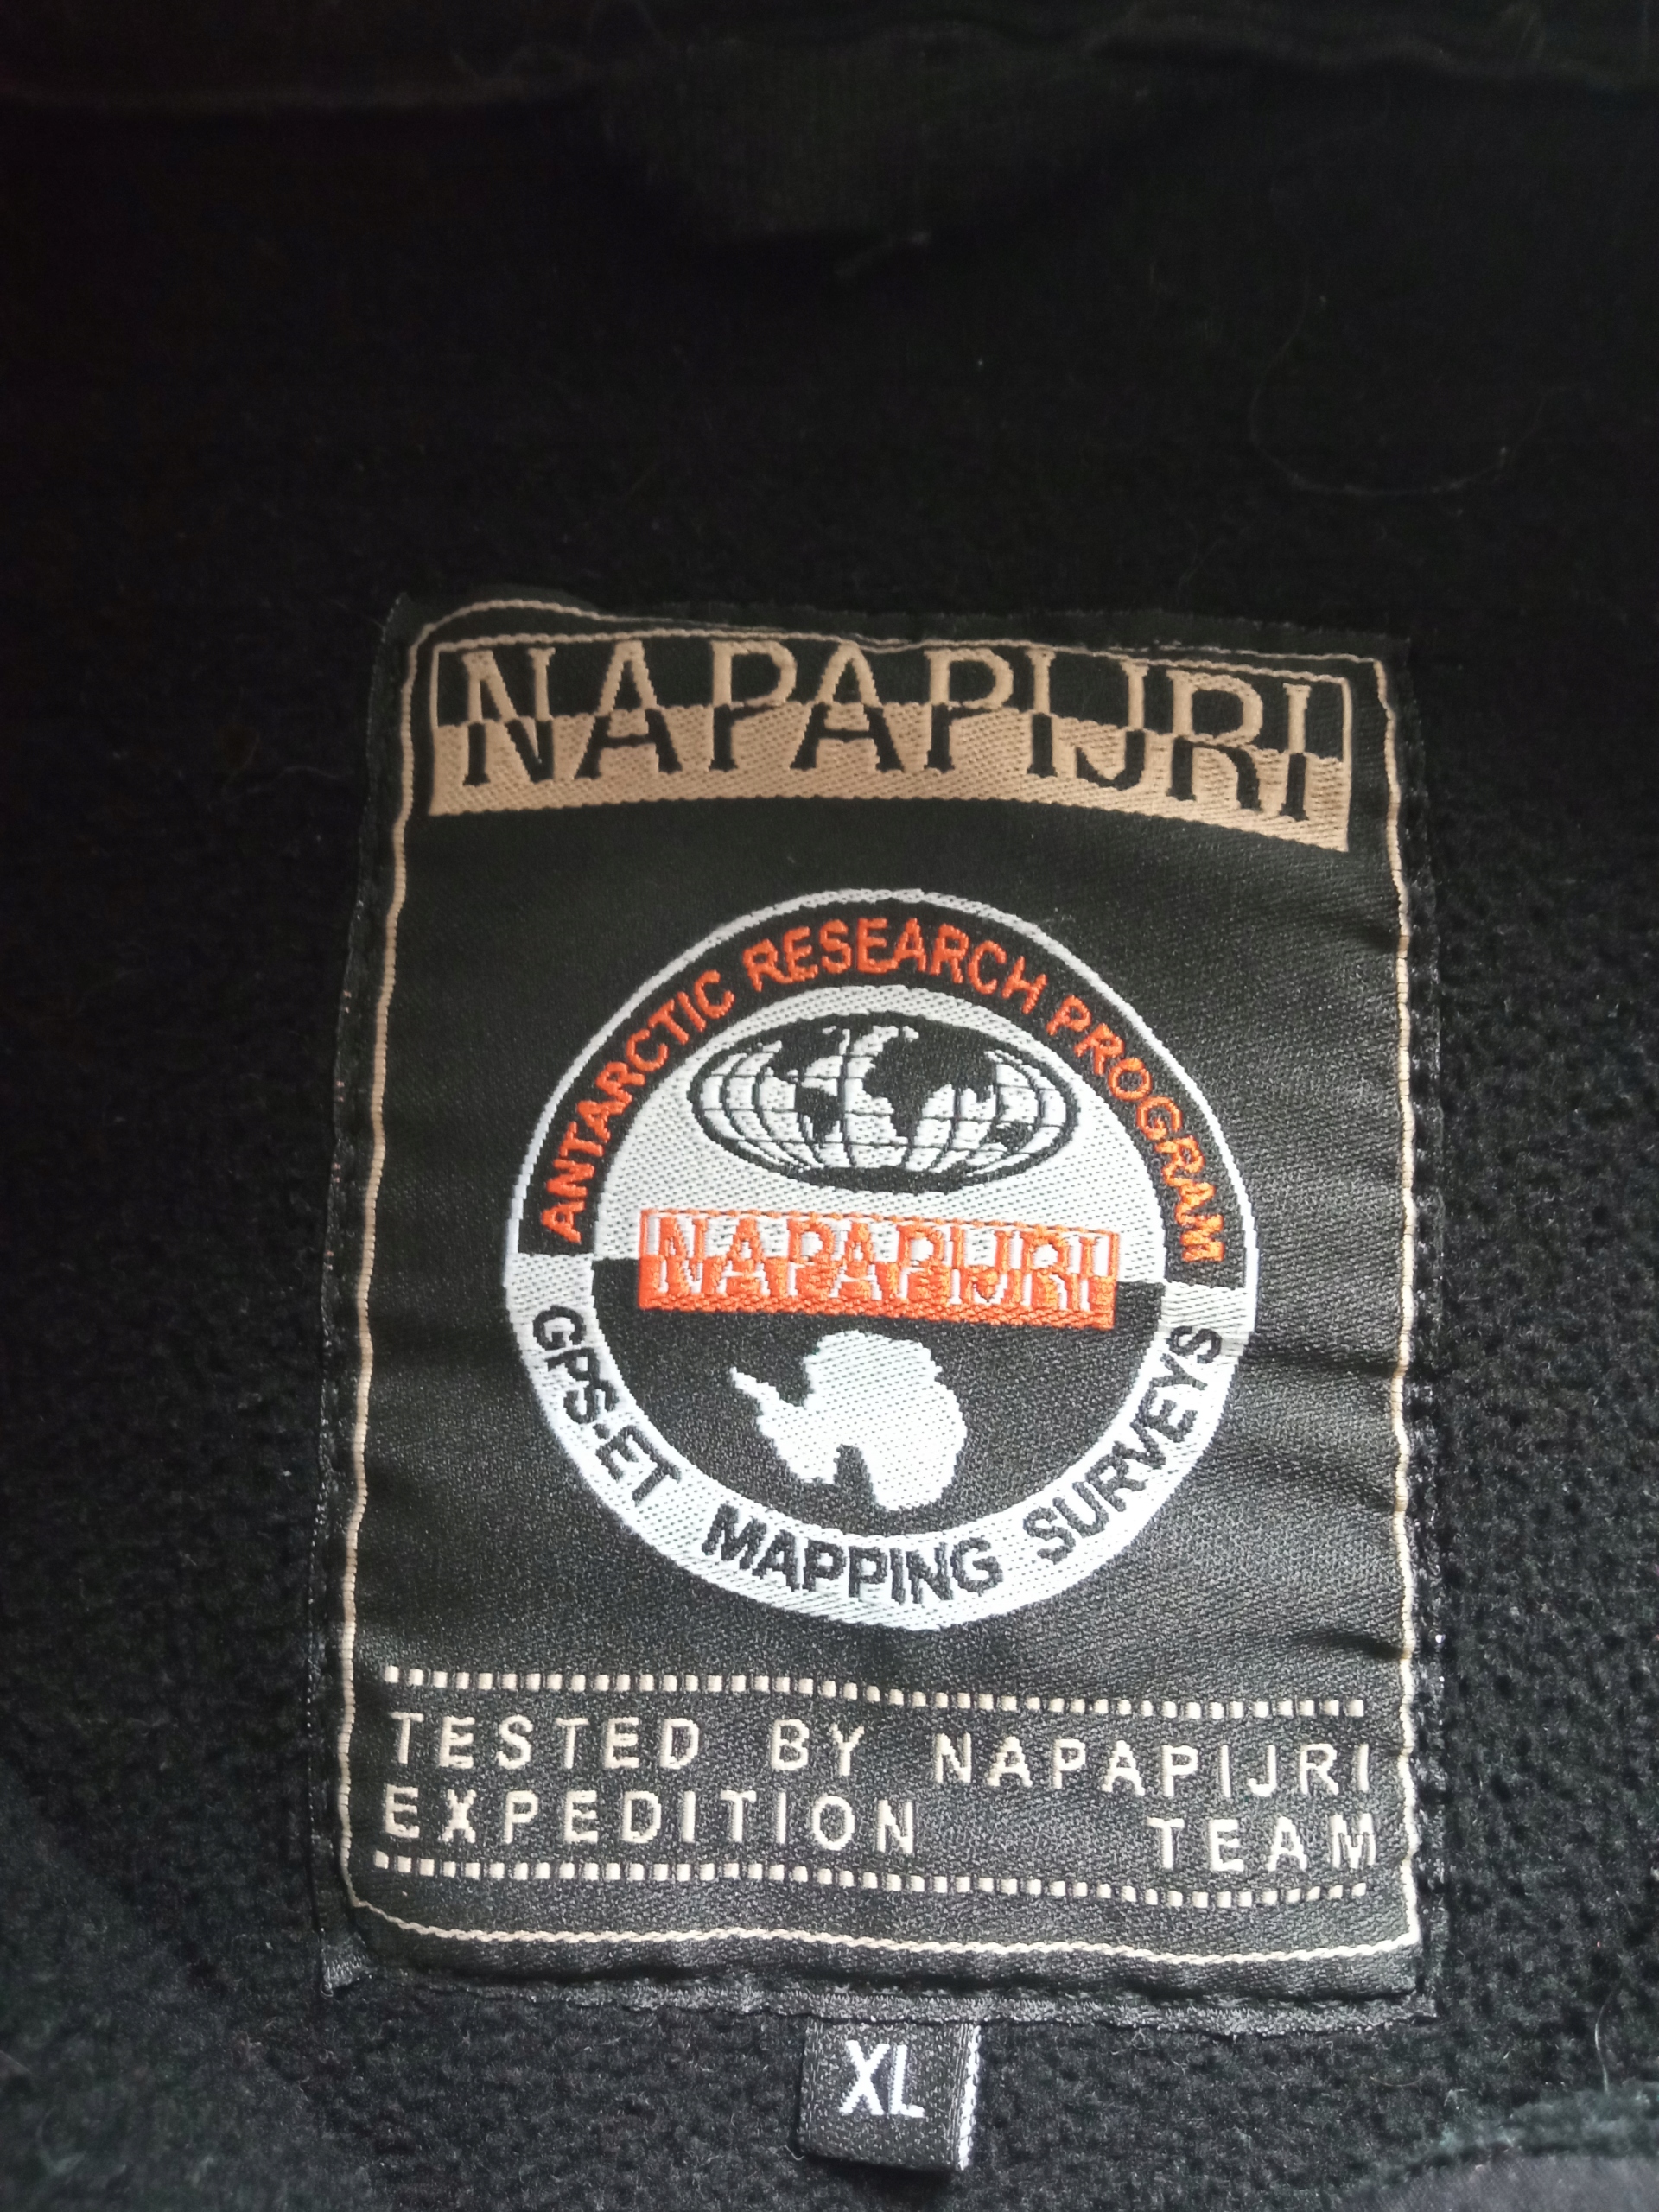 NAPAPIJRI
ANTARCTIC RESEARCH PROGRAM
NAPAPIJRI
GPS-ET MAPPING SURVEYS
TESTED BY NAPAPIJRI
EXPEDITION TEAM
XL